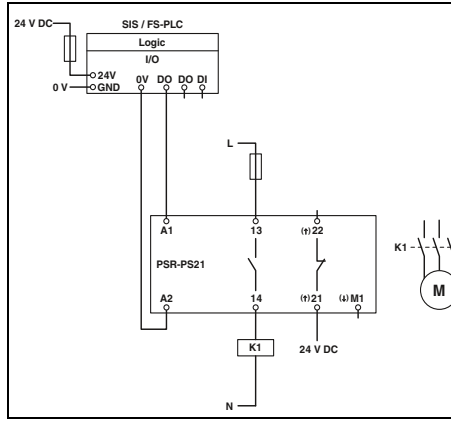 24 V DC
SIS / FS-PLC
Logic
I/O
24V
0V DO DO DI
0 V GND
L
A1 13 (†) 22
PSR-PS21
K1
M
A2 14 (†) 21 (↓) M1
K1
24 V DC
N